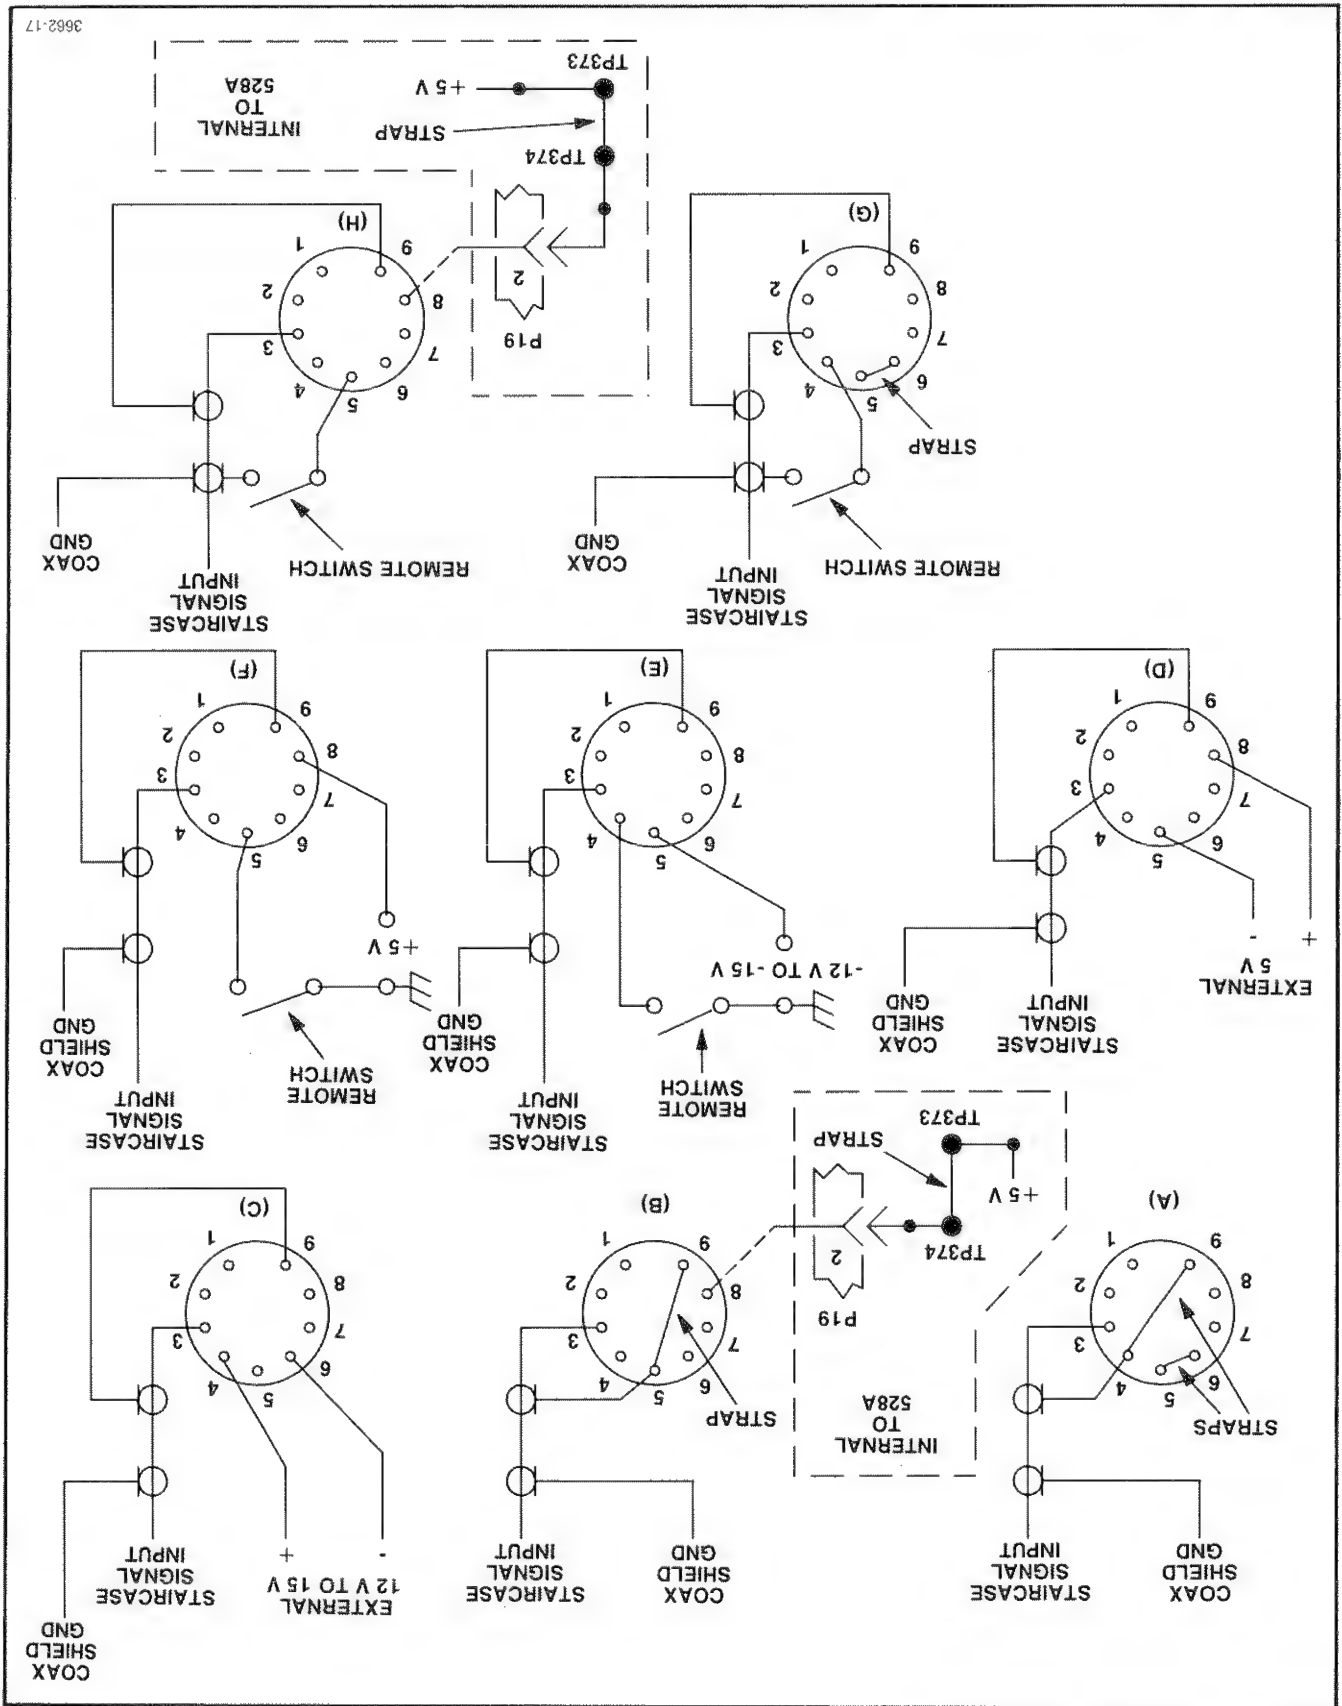 COAX
SHIELD
GND
STAIRCASE
SIGNAL
INPUT
STRAPS
4
5
6
3
7
2
8
1
9
(A)
COAX
SHIELD
GND
STAIRCASE
SIGNAL
INPUT
INTERNAL
TO
528A
P19
2
TP374
+5 V
STRAP
TP373
STRAP
4
5
6
3
7
2
8
1
9
(B)
EXTERNAL
12 V TO 15 V
-
+
STAIRCASE
SIGNAL
INPUT
COAX
SHIELD
GND
4
5
6
3
7
2
8
1
9
(C)
EXTERNAL
5 V
+
-
STAIRCASE
SIGNAL
INPUT
COAX
SHIELD
GND
4
5
6
3
7
2
8
1
9
(D)
REMOTE
SWITCH
-12 V TO -15 V
STAIRCASE
SIGNAL
INPUT
COAX
SHIELD
GND
4
5
6
3
7
2
8
1
9
(E)
REMOTE
SWITCH
+5 V
STAIRCASE
SIGNAL
INPUT
COAX
SHIELD
GND
4
5
6
3
7
2
8
1
9
(F)
REMOTE SWITCH
STAIRCASE
SIGNAL
INPUT
COAX
GND
STRAP
4
5
6
3
7
2
8
1
9
(G)
REMOTE SWITCH
STAIRCASE
SIGNAL
INPUT
COAX
GND
4
5
6
3
7
2
8
1
9
(H)
P19
2
TP374
STRAP
+5 V
TP373
INTERNAL
TO
528A
3662-17